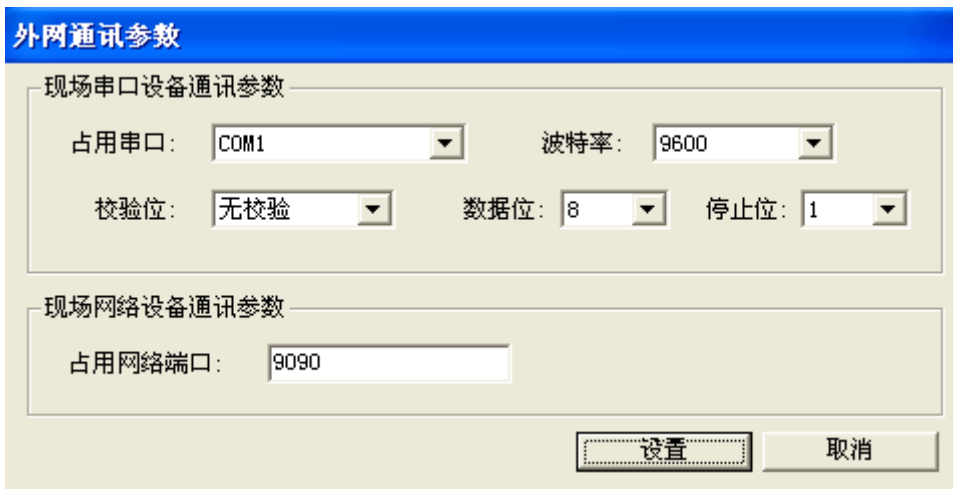 外网通讯参数
现场串口设备通讯参数
占用串口: COM1 波特率: 9600
校验位: 无校验 数据位: 8 停止位: 1
现场网络设备通讯参数
占用网络端口: 9090
设置 取消